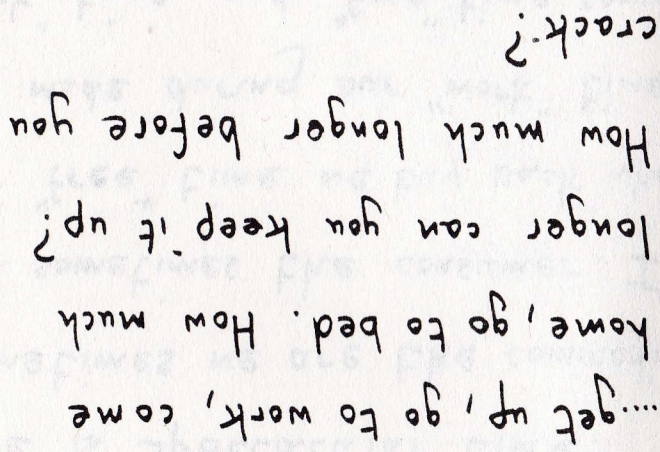 ....get up, go to work, come
home, go to bed. How much
longer can you keep it up?
How much longer before you
crack?